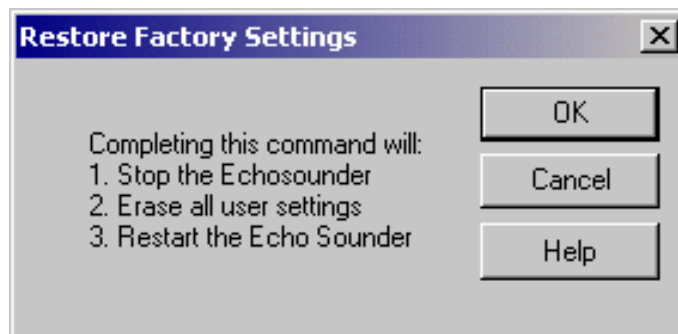 Restore Factory Settings
Completing this command will:
1. Stop the Echosounder
2. Erase all user settings
3. Restart the Echo Sounder
OK
Cancel
Help